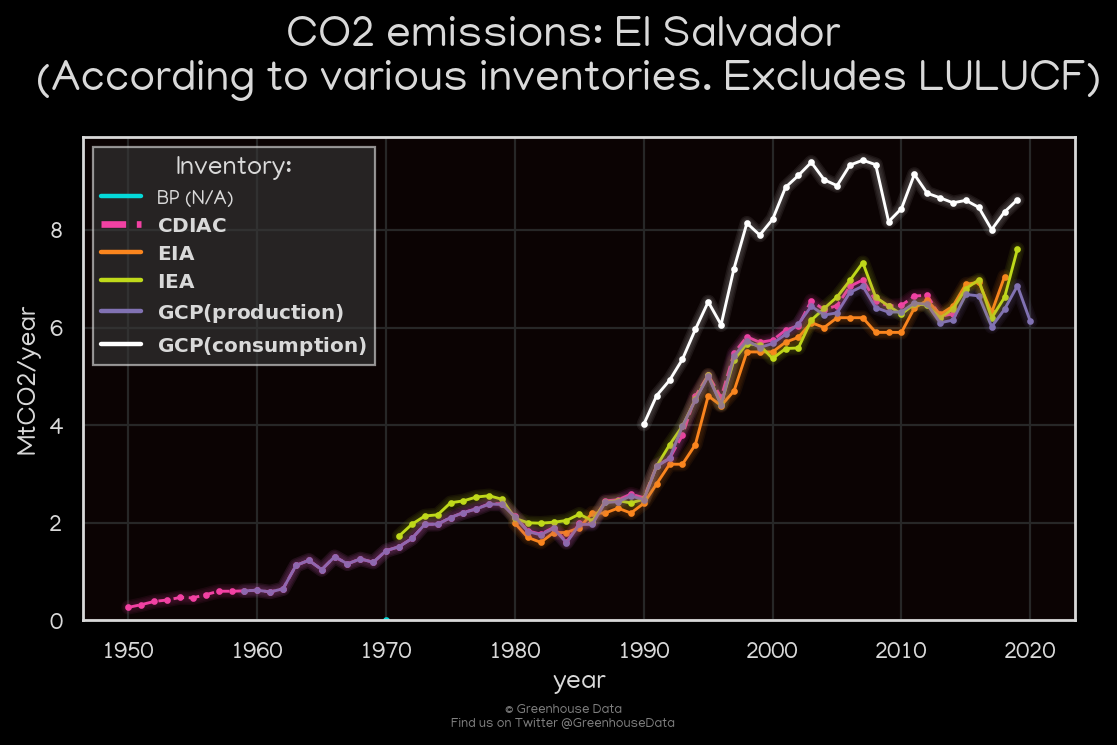 CO2 emissions: El Salvador
(According to various inventories. Excludes LULUCF)
Inventory:
BP (N/A)
CDIAC
EIA
IEA
GCP(production)
GCP(consumption)
MtCO2/year
8
6
4
2
0
1950 1960 1970 1980 1990 2000 2010 2020
year
© Greenhouse Data
Find us on Twitter @GreenhouseData